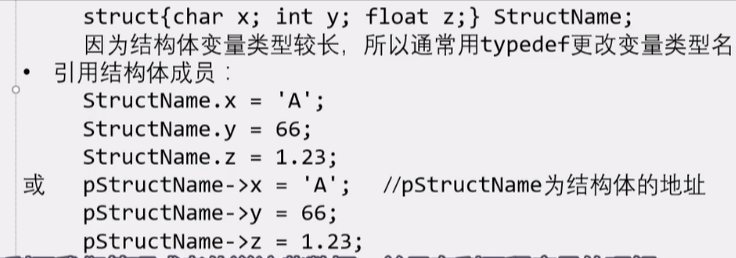 struct{char x; int y; float z;} StructName;
因为结构体变量类型较长，所以通常用typedef更改变量类型名
• 引用结构体成员：
StructName.x = 'A';
StructName.y = 66;
StructName.z = 1.23;
或 pStructName->x = 'A'; //pStructName为结构体的地址
pStructName->y = 66;
pStructName->z = 1.23;